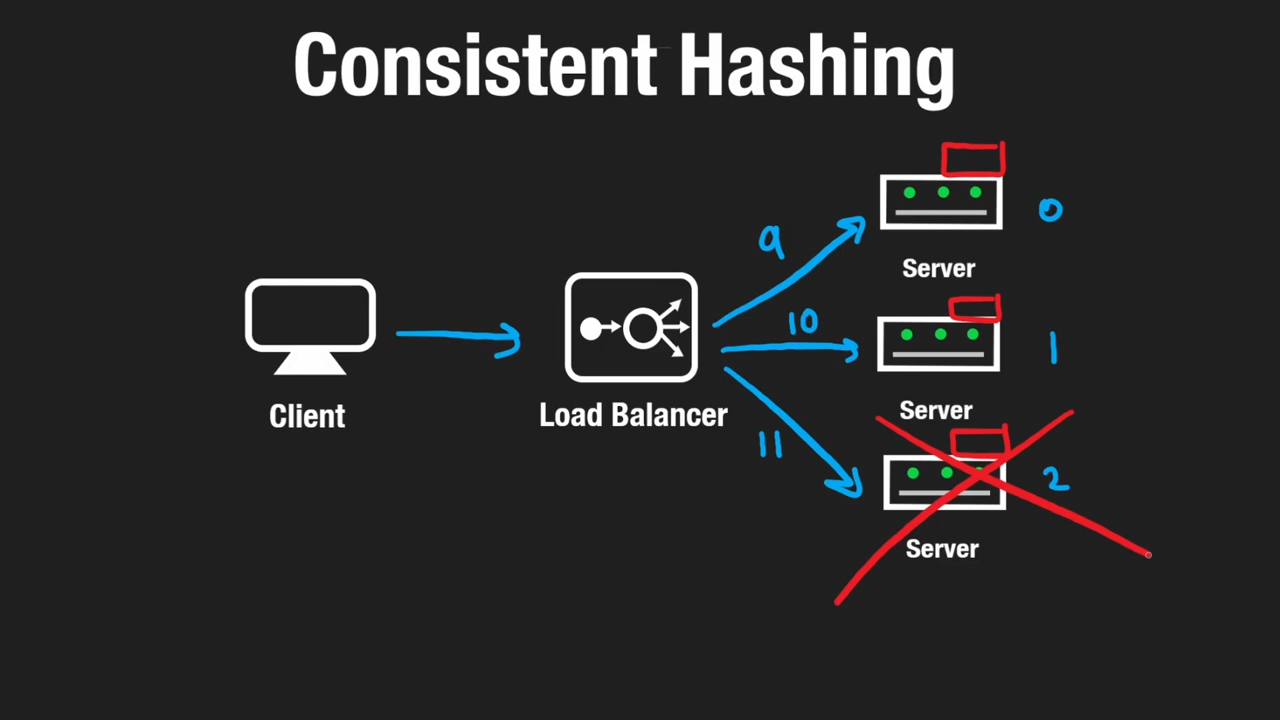 Consistent Hashing
9
0
Server
10
1
Client
Load Balancer
Server
11
2
Server